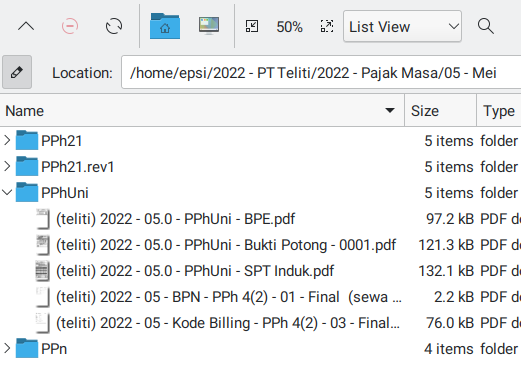 50% List View
Location: /home/epsi/2022 - PT Teliti/2022 - Pajak Masa/05 - Mei
Name Size Type
PPh21 5 items folder
PPh21.rev1 5 items folder
PPhUni 5 items folder
(teliti) 2022 - 05.0 - PPhUni - BPE.pdf 97.2 kB PDF do
(teliti) 2022 - 05.0 - PPhUni - Bukti Potong - 0001.pdf 121.3 kB PDF do
(teliti) 2022 - 05.0 - PPhUni - SPT Induk.pdf 132.1 kB PDF do
(teliti) 2022 - 05 - BPN - PPh 4(2) - 01 - Final (sewa ... 2.2 kB PDF do
(teliti) 2022 - 05 - Kode Billing - PPh 4(2) - 03 - Final... 76.0 kB PDF do
PPn 4 items folder